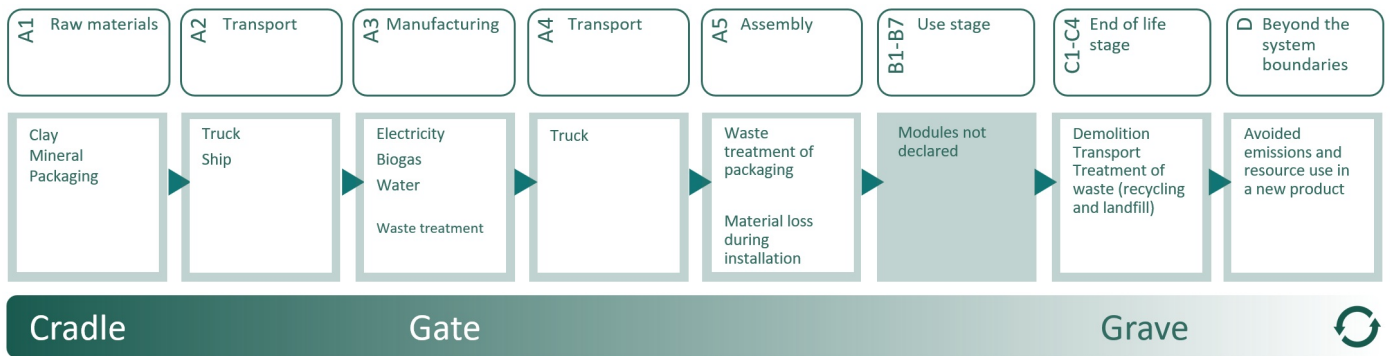 A1 Raw materials
A2 Transport
A3 Manufacturing
A4 Transport
A5 Assembly
B1-B7 Use stage
C1-C4 End of life
stage
D Beyond the
system
boundaries
Clay
Mineral
Packaging
Truck
Ship
Electricity
Biogas
Water
Waste treatment
Truck
Waste
treatment of
packaging
Material loss
during
installation
Modules not
declared
Demolition
Transport
Treatment of
waste (recycling
and landfill)
Avoided
emissions and
resource use in
a new product
Cradle
Gate
Grave